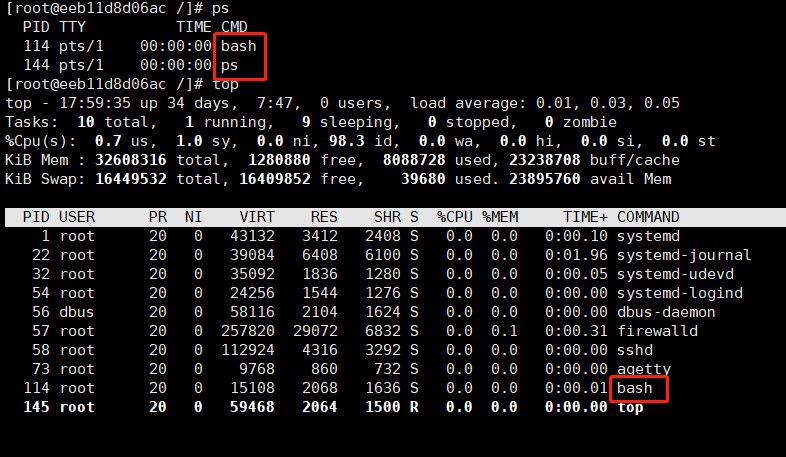 [root@eeb11d8d06ac /]# ps
PID TTY TIME CMD
114 pts/1 00:00:00 bash
144 pts/1 00:00:00 ps
[root@eeb11d8d06ac /]# top
top - 17:59:35 up 34 days, 7:47, 0 users, load average: 0.01, 0.03, 0.05
Tasks: 10 total, 1 running, 9 sleeping, 0 stopped, 0 zombie
%Cpu(s): 0.7 us, 1.0 sy, 0.0 ni, 98.3 id, 0.0 wa, 0.0 hi, 0.0 si, 0.0 st
KiB Mem : 32608316 total, 1280880 free, 8088728 used, 23238708 buff/cache
KiB Swap: 16449532 total, 16409852 free, 39680 used. 23895760 avail Mem
PID USER PR NI VIRT RES SHR S %CPU %MEM TIME+ COMMAND
1 root 20 0 43132 3412 2408 S 0.0 0.0 0:00.10 systemd
22 root 20 0 39084 6408 6100 S 0.0 0.0 0:01.96 systemd-journal
32 root 20 0 35092 1836 1280 S 0.0 0.0 0:00.05 systemd-udevd
54 root 20 0 24256 1544 1276 S 0.0 0.0 0:00.00 systemd-logind
56 dbus 20 0 58116 2104 1624 S 0.0 0.0 0:00.00 dbus-daemon
57 root 20 0 257820 29072 6832 S 0.0 0.1 0:00.31 firewalld
58 root 20 0 112924 4316 3292 S 0.0 0.0 0:00.00 sshd
73 root 20 0 9768 860 732 S 0.0 0.0 0:00.00 agetty
114 root 20 0 15108 2068 1636 S 0.0 0.0 0:00.01 bash
145 root 20 0 59468 2064 1500 R 0.0 0.0 0:00.00 top